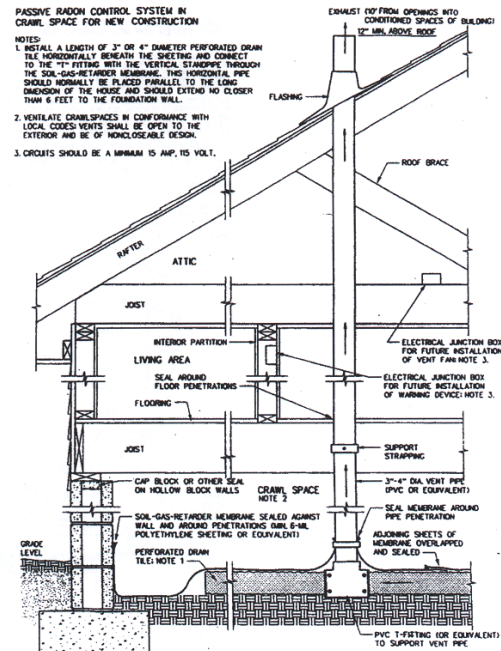 PASSIVE RADON CONTROL SYSTEM IN
CRAWL SPACE FOR NEW CONSTRUCTION
NOTES:
1. INSTALL A LENGTH OF 3" OR 4" DIAMETER PERFORATED DRAIN
TILE HORIZONTALLY BENEATH THE SHEETING AND CONNECT
TO THE "T" FITTING WITH THE VERTICAL STANDPIPE THROUGH
THE SOIL-GAS-RETARDER MEMBRANE. THIS HORIZONTAL PIPE
SHOULD NORMALLY BE PLACED PARALLEL TO THE LONG
DIMENSION OF THE HOUSE AND SHOULD EXTEND NO CLOSER
THAN 6 FEET TO THE FOUNDATION WALL.
2. VENTILATE CRAWLSPACES IN CONFORMANCE WITH
LOCAL CODES; VENTS SHALL BE OPEN TO THE
EXTERIOR AND BE OF NONCLOSEABLE DESIGN.
3. CIRCUITS SHOULD BE A MINIMUM 15 AMP, 115 VOLT.
EXHAUST (10' FROM OPENINGS INTO
CONDITIONED SPACES OF BUILDING)
12" MIN. ABOVE ROOF
FLASHING
ROOF BRACE
RAFTER
ATTIC
JOIST
ELECTRICAL JUNCTION BOX
FOR FUTURE INSTALLATION
OF VENT FAN: NOTE 3.
INTERIOR PARTITION
LIVING AREA
SEAL AROUND
FLOOR PENETRATIONS
ELECTRICAL JUNCTION BOX
FOR FUTURE INSTALLATION
OF WARNING DEVICE: NOTE 3.
FLOORING
JOIST
SUPPORT
STRAPPING
CAP BLOCK OR OTHER SEAL
ON HOLLOW BLOCK WALLS
CRAWL SPACE
NOTE 2
3"-4" DIA. VENT PIPE
(PVC OR EQUIVALENT)
SOIL-GAS-RETARDER MEMBRANE SEALED AGAINST
WALL AND AROUND PENETRATIONS (MIN. 6-MIL
POLYETHYLENE SHEETING OR EQUIVALENT)
SEAL MEMBRANE AROUND
PIPE PENETRATION
GRADE
LEVEL
PERFORATED DRAIN
TILE: NOTE 1
ADJOINING SHEETS OF
MEMBRANE OVERLAPPED
AND SEALED
PVC T-FITTING (OR EQUIVALENT)
TO SUPPORT VENT PIPE